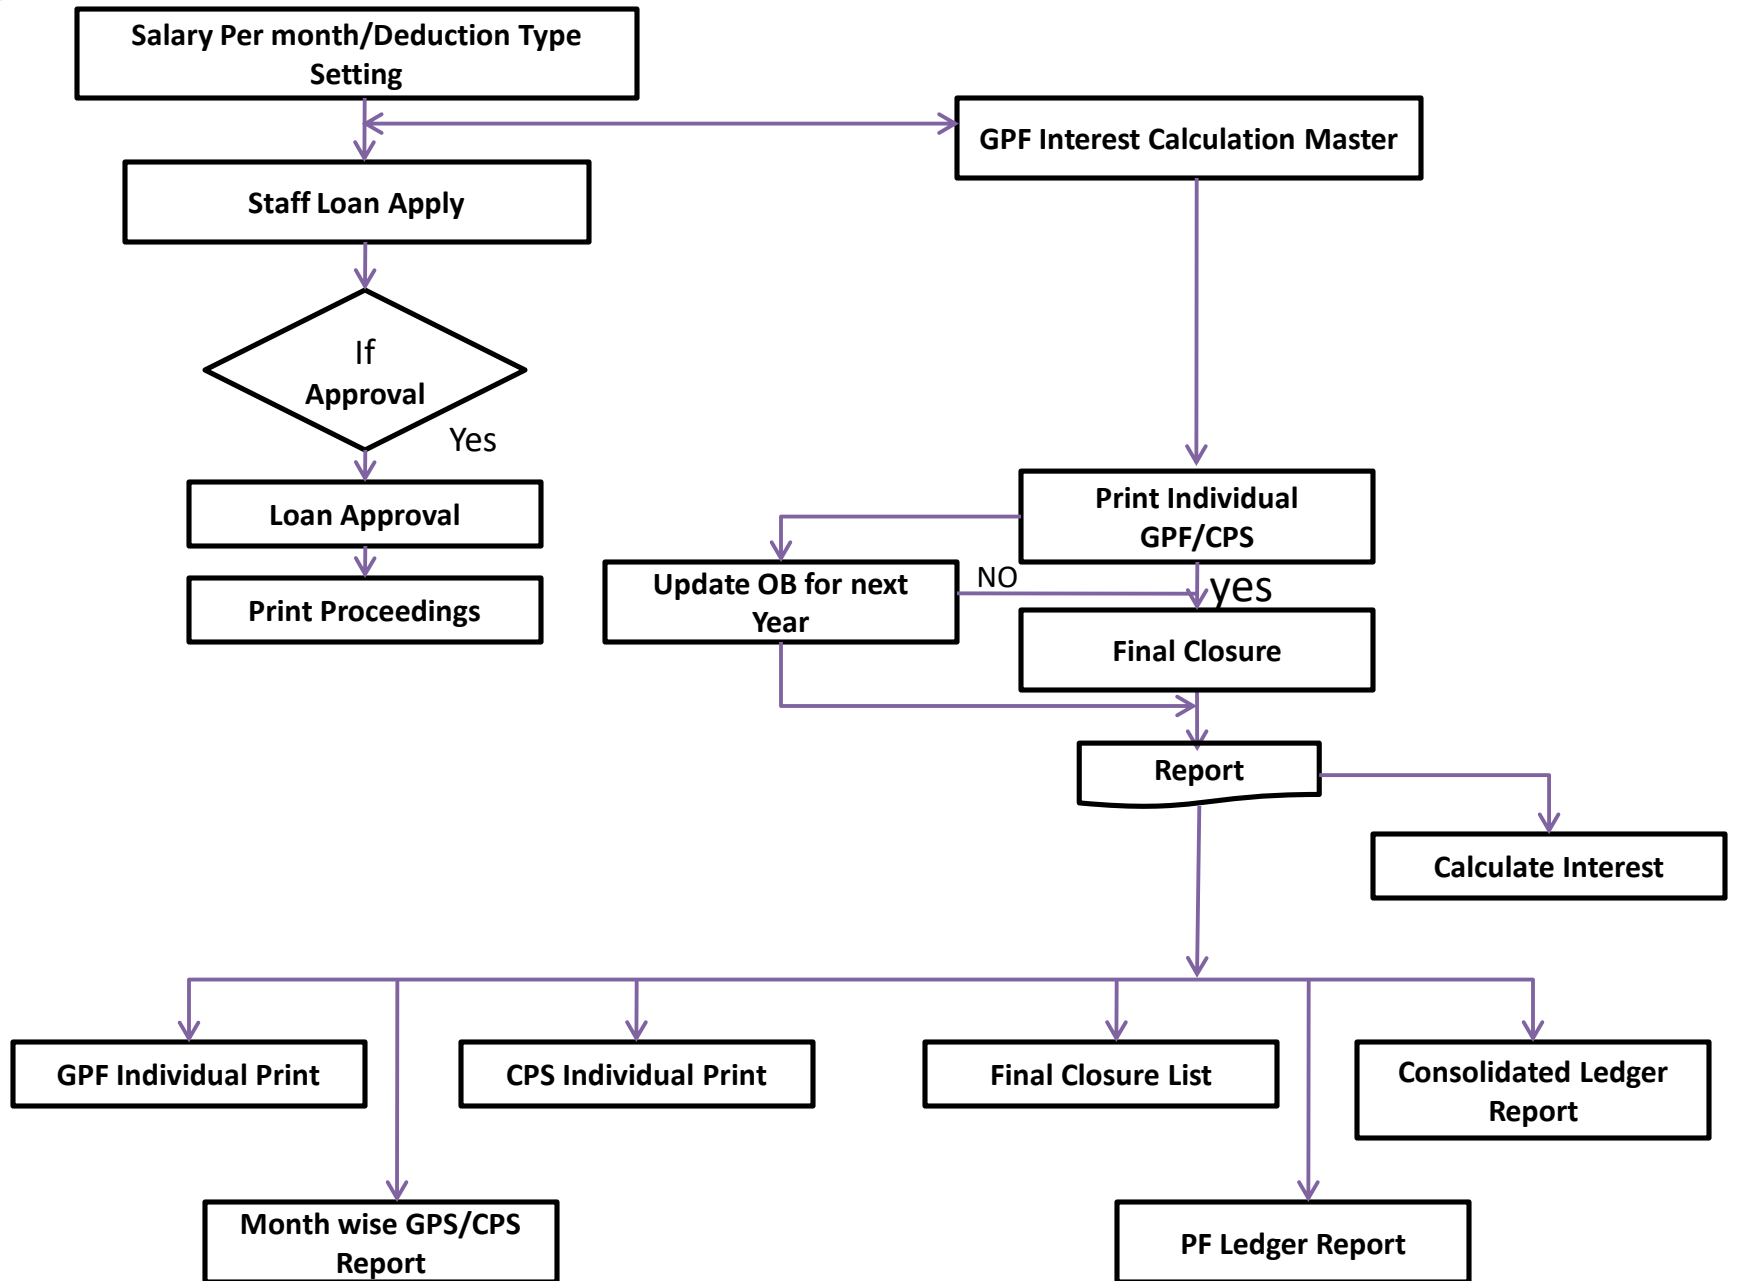 Salary Per month/Deduction Type
Setting
GPF Interest Calculation Master
Staff Loan Apply
If
Approval
Yes
Loan Approval
Print Individual
GPF/CPS
Print Proceedings
Update OB for next
Year
NO
yes
Final Closure
Report
Calculate Interest
GPF Individual Print
CPS Individual Print
Final Closure List
Consolidated Ledger
Report
Month wise GPS/CPS
Report
PF Ledger Report